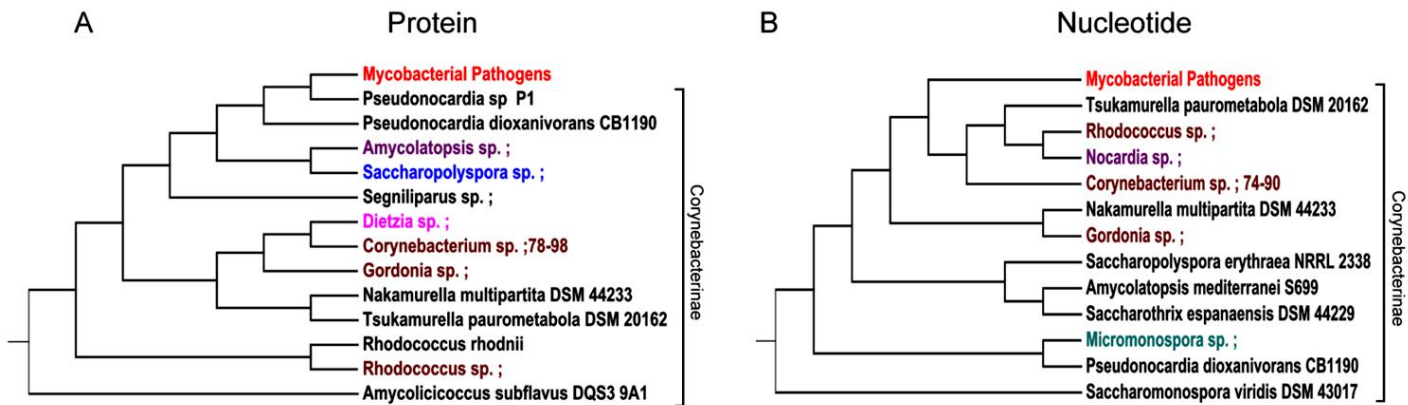 A
Protein
Mycobacterial Pathogens
Pseudonocardia sp P1
Pseudonocardia dioxanivorans CB1190
Amycolatopsis sp. ;
Saccharopolyspora sp. ;
Segniliparus sp. ;
Dietzia sp. ;
Corynebacterium sp. ;78-98
Gordonia sp. ;
Nakamurella multipartita DSM 44233
Tsukamurella paurometabola DSM 20162
Rhodococcus rhodnii
Rhodococcus sp. ;
Amycolicicoccus subflavus DQS3 9A1
Corynebacterinae
B
Nucleotide
Mycobacterial Pathogens
Tsukamurella paurometabola DSM 20162
Rhodococcus sp. ;
Nocardia sp. ;
Corynebacterium sp. ; 74-90
Nakamurella multipartita DSM 44233
Gordonia sp. ;
Saccharopolyspora erythraea NRRL 2338
Amycolatopsis mediterranei S699
Saccharothrix espanaensis DSM 44229
Micromonospora sp. ;
Pseudonocardia dioxanivorans CB1190
Saccharomonospora viridis DSM 43017
Corynebacterinae